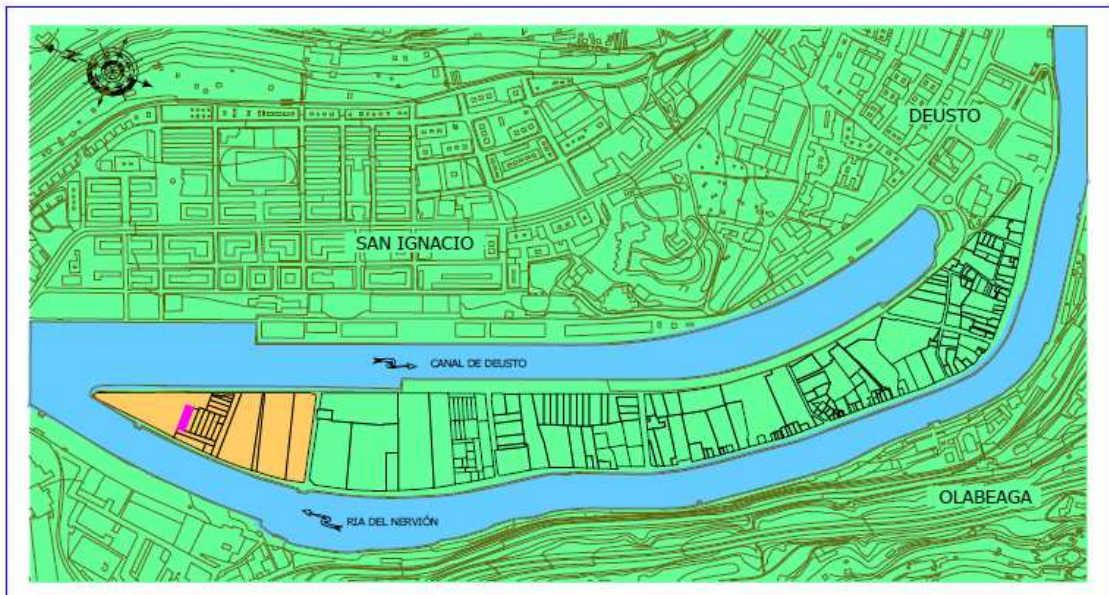 N
DEUSTO
SAN IGNACIO
CANAL DE DEUSTO
OLABEAGA
RIA DEL NERVIÓN